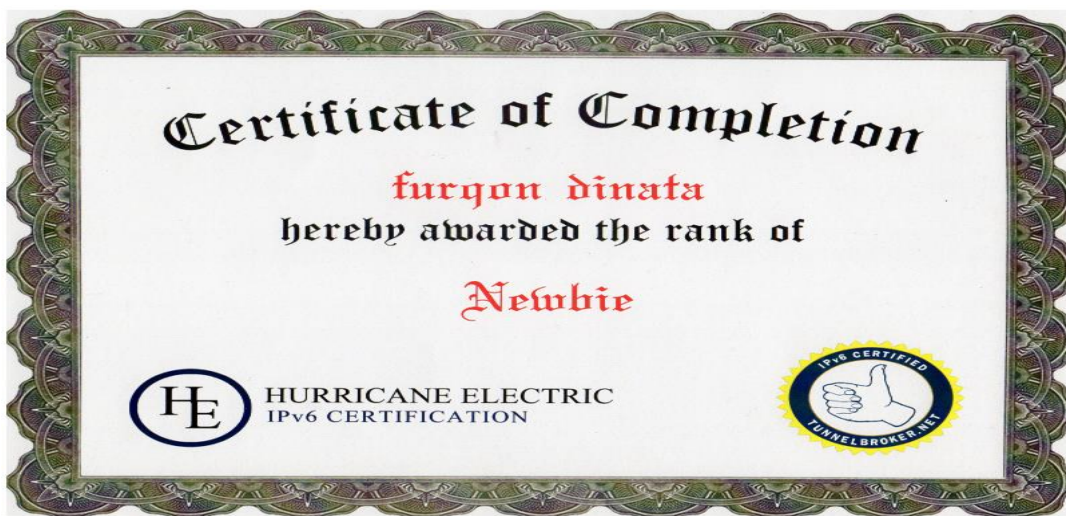 Certificate of Completion
furqon dinata
hereby awarded the rank of
Newbie
HE
HURRICANE ELECTRIC
IPv6 CERTIFICATION
IPv6 CERTIFIED
TUNNELBROKER.NET